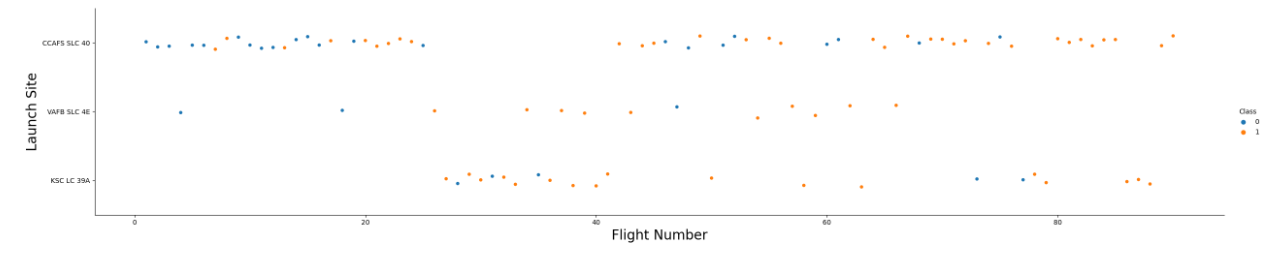 CCAFS SLC 40
VAFB SLC 4E
KSC LC 39A
Launch Site
0 20 40 60 80
Flight Number
Class
0
1